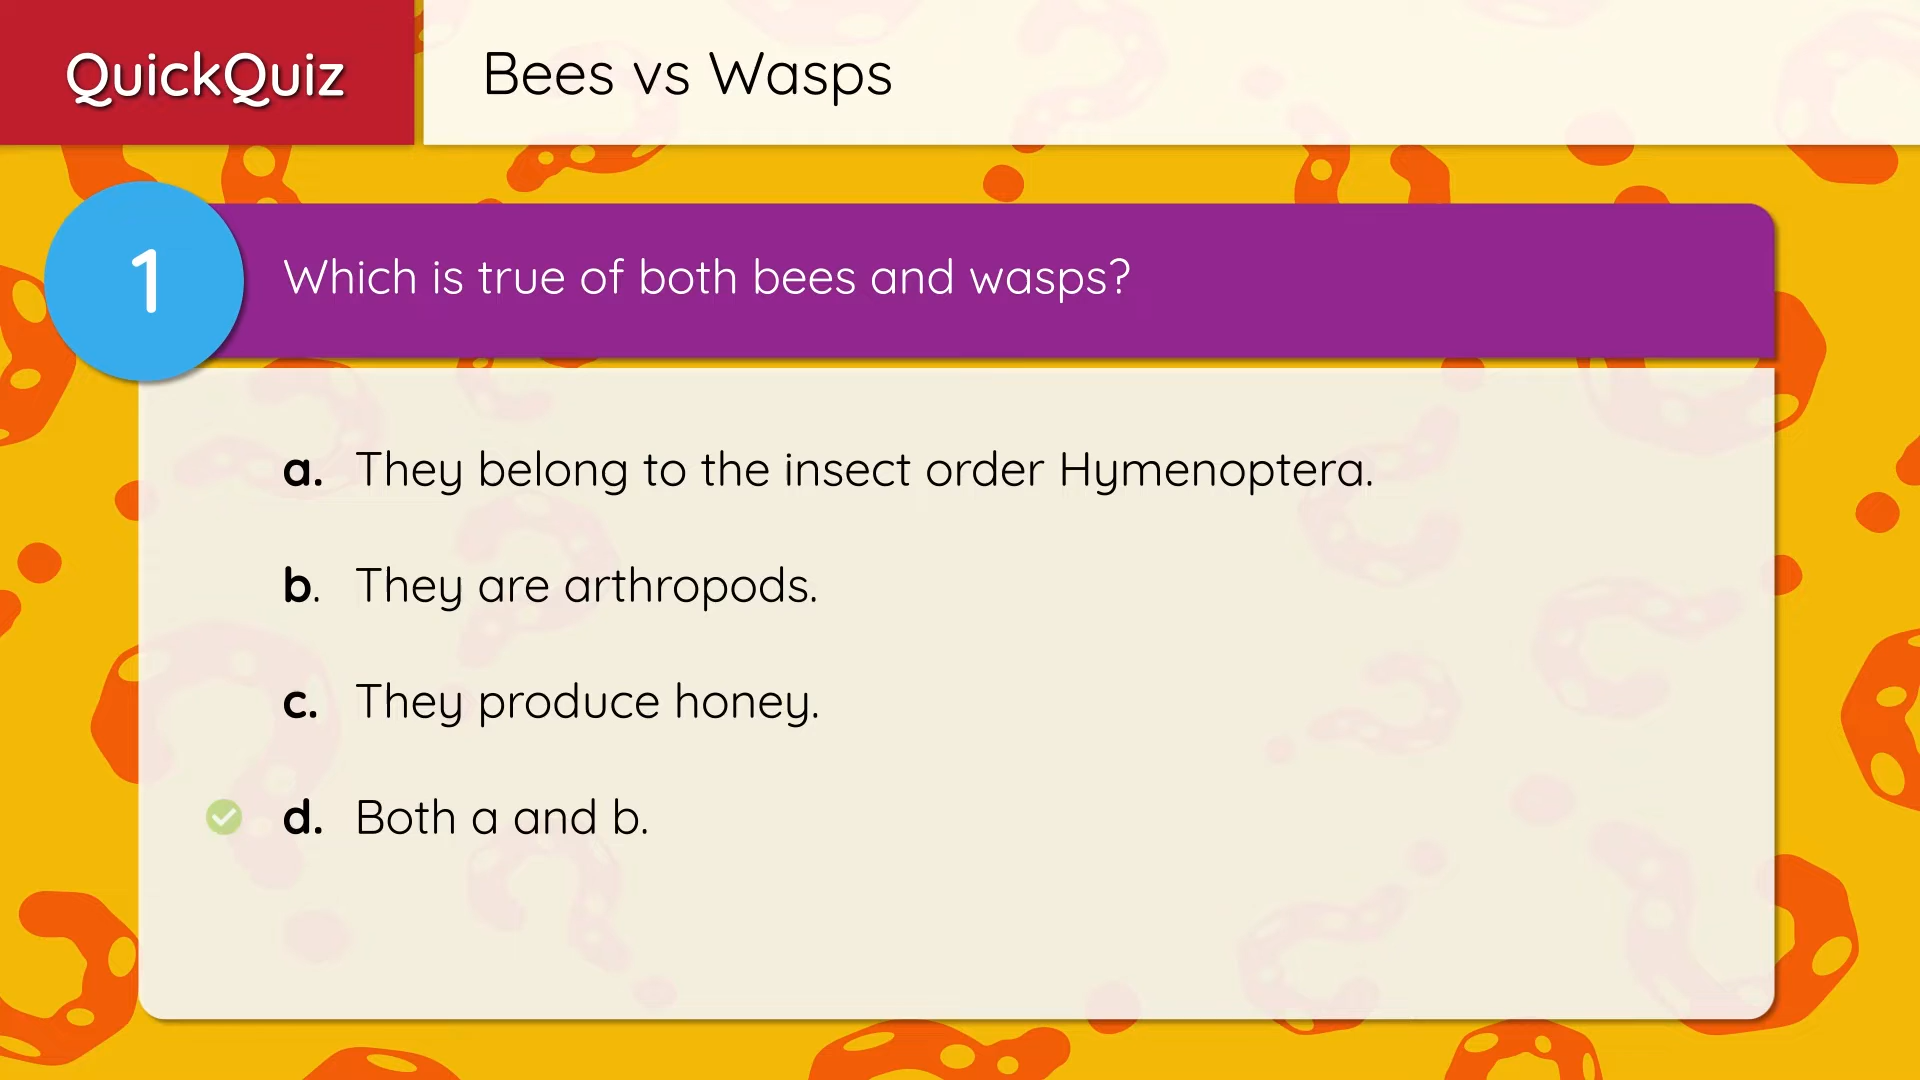 QuickQuiz
Bees vs Wasps
1
Which is true of both bees and wasps?
a. They belong to the insect order Hymenoptera.
b. They are arthropods.
c. They produce honey.
d. Both a and b.